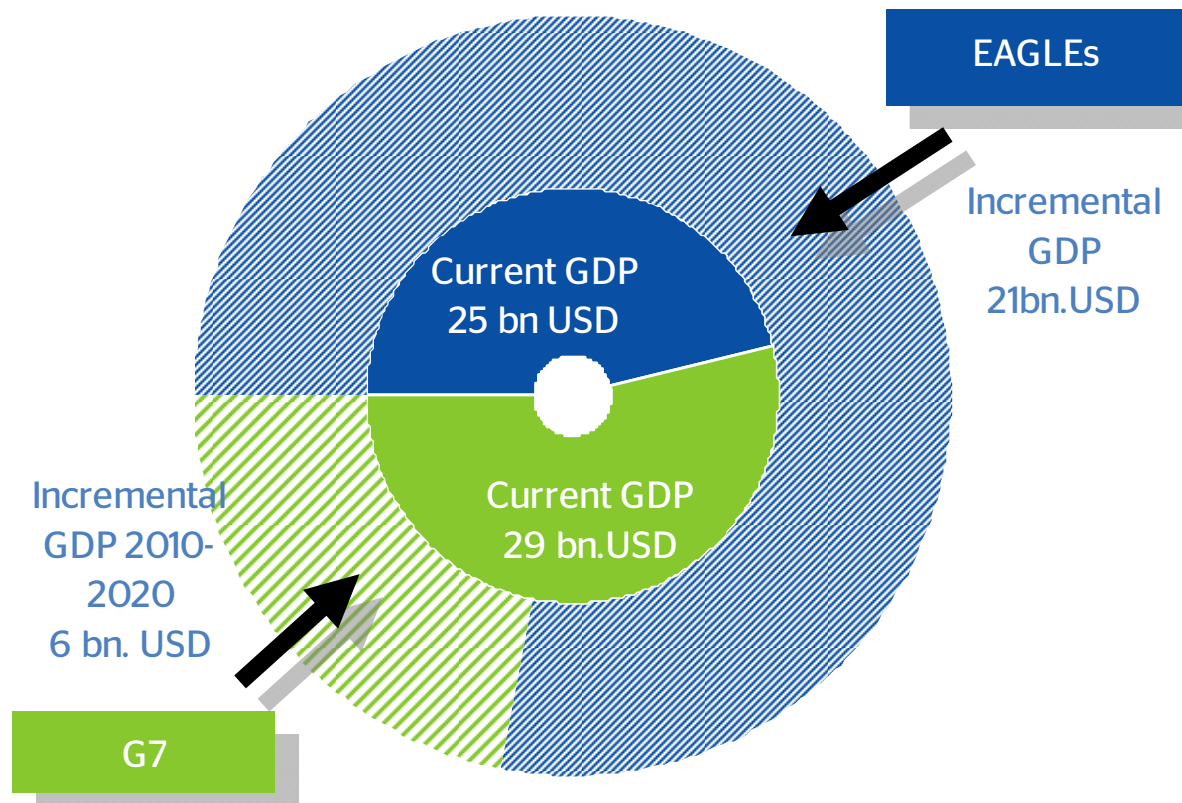 EAGLEs
Incremental
GDP
21bn.USD
Current GDP
25 bn USD
Current GDP
29 bn.USD
Incremental
GDP 2010-
2020
6 bn. USD
G7